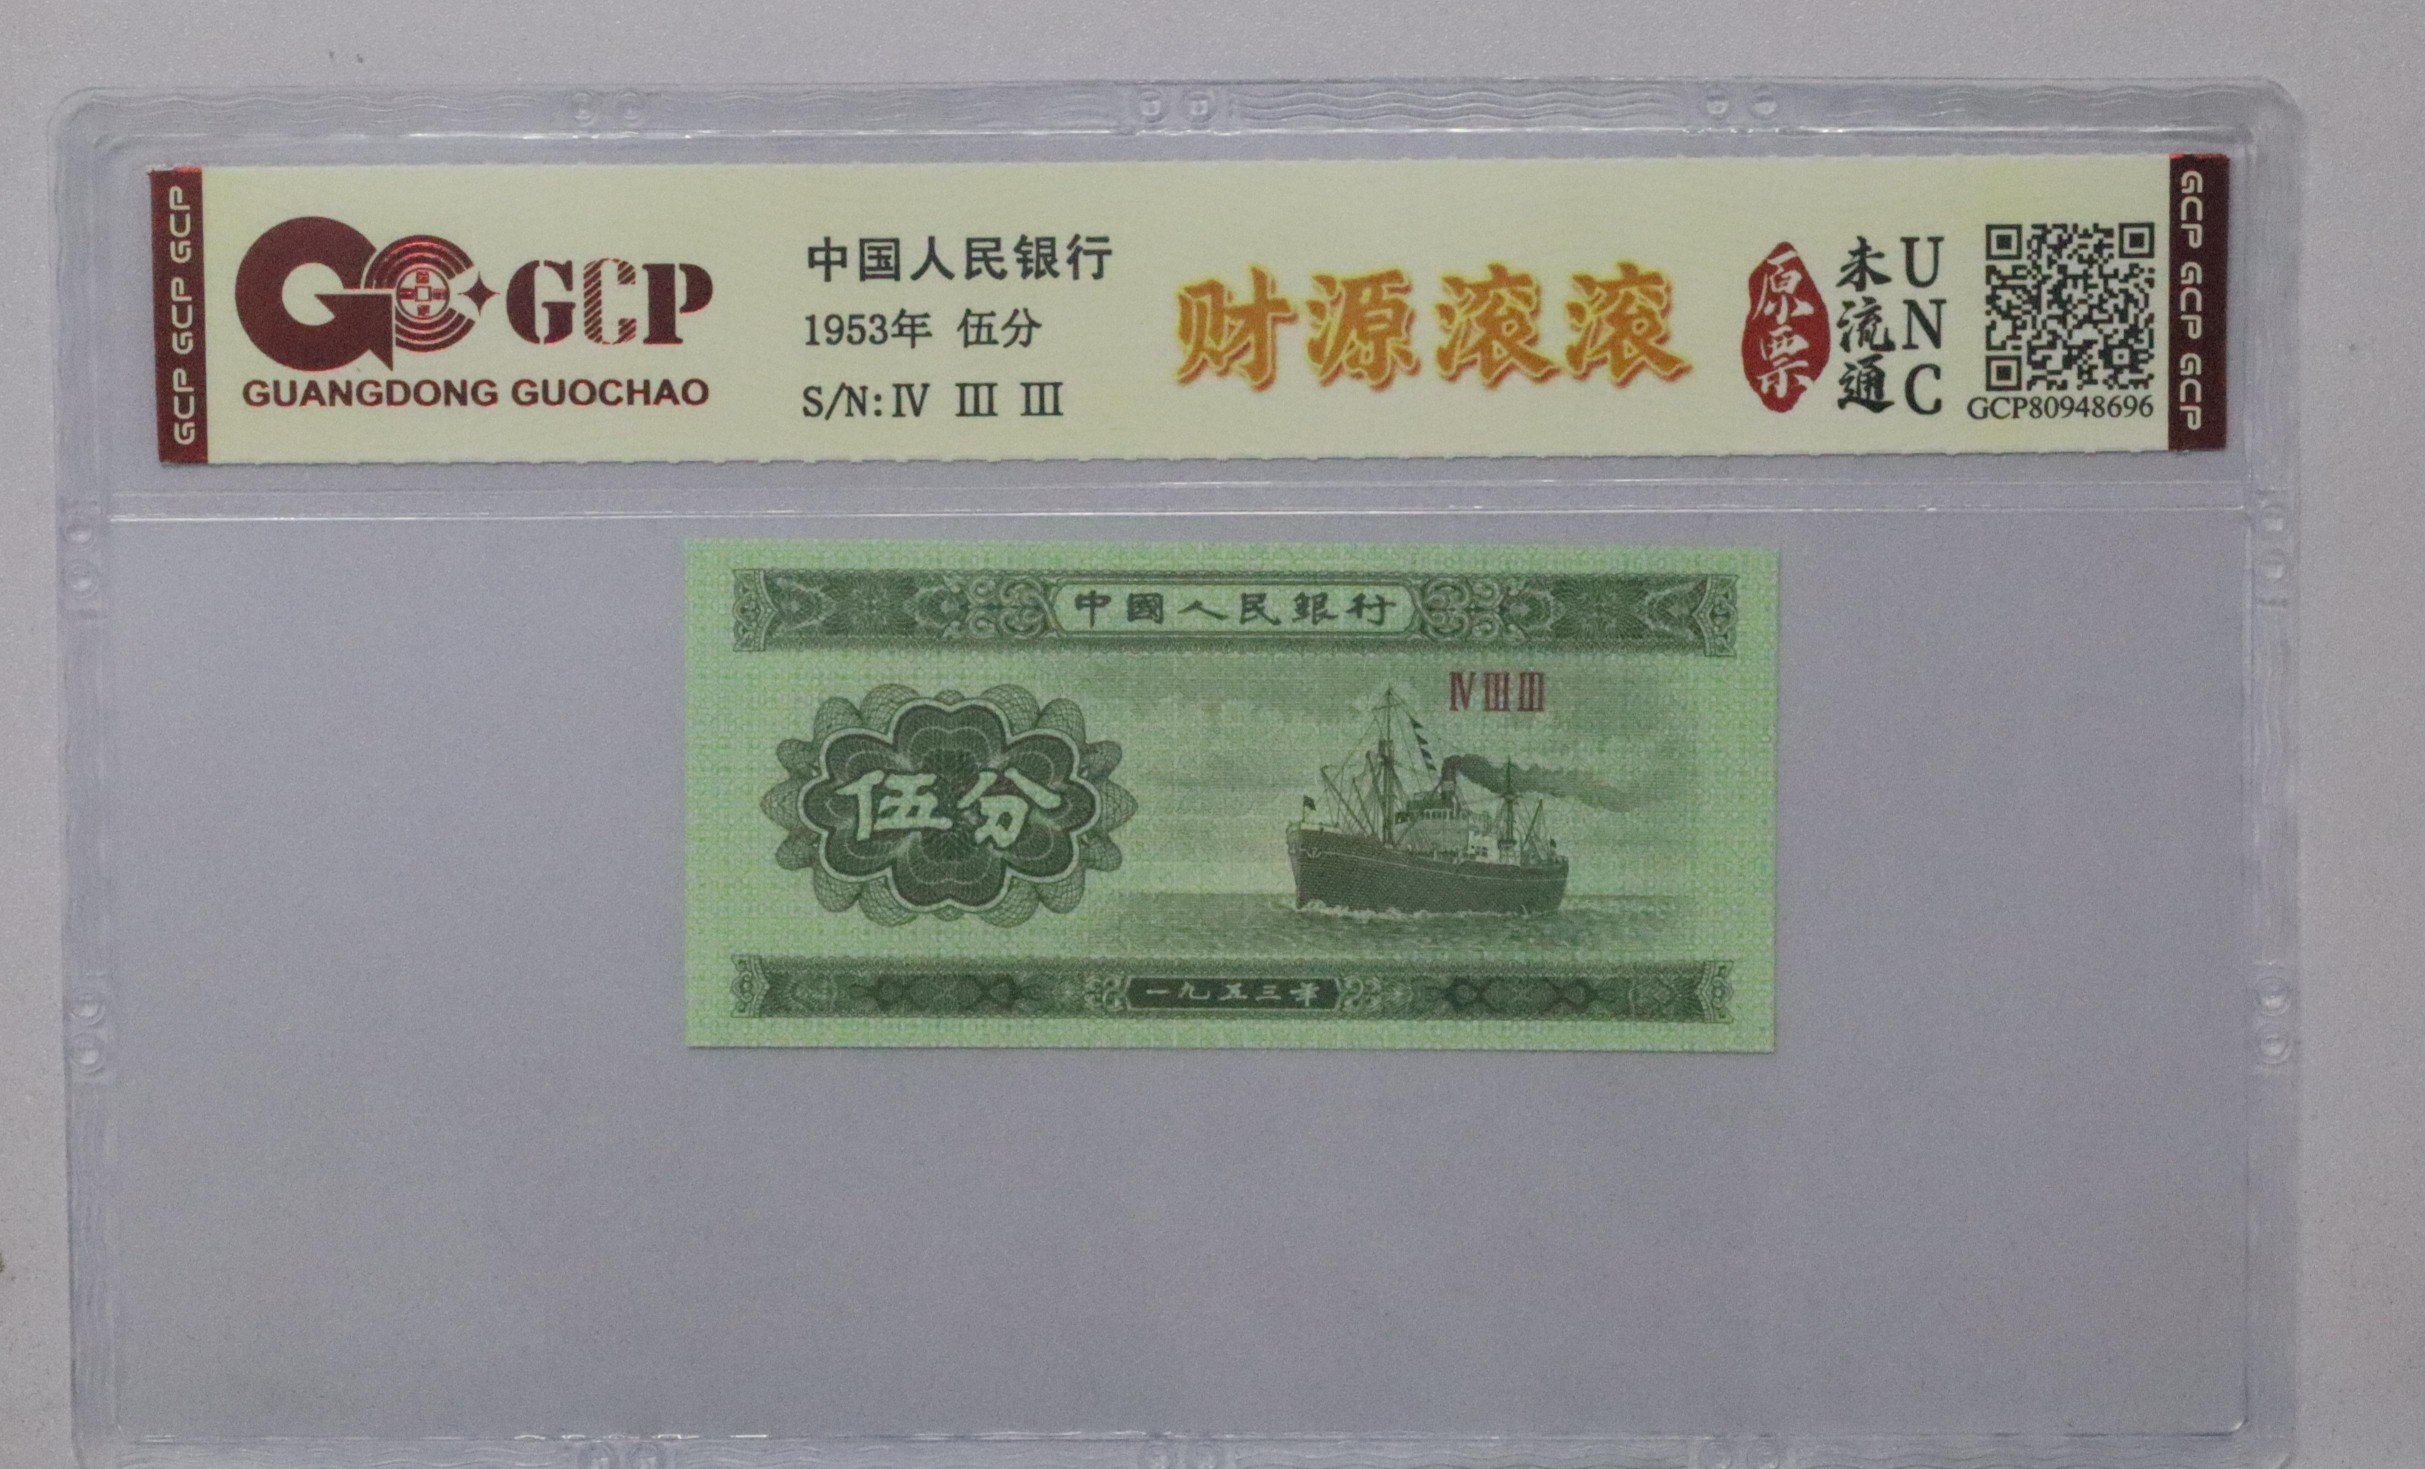 GCP GCP GCP
GCP
GUANGDONG GUOCHAO
中国人民银行
1953年 伍分
S/N:Ⅳ Ⅲ Ⅲ
财源滚滚
原票
未流通
UNC
GCP80948696
GCP GCP GCP
中國人民銀行
Ⅳ Ⅲ Ⅲ
伍分
一九五三年